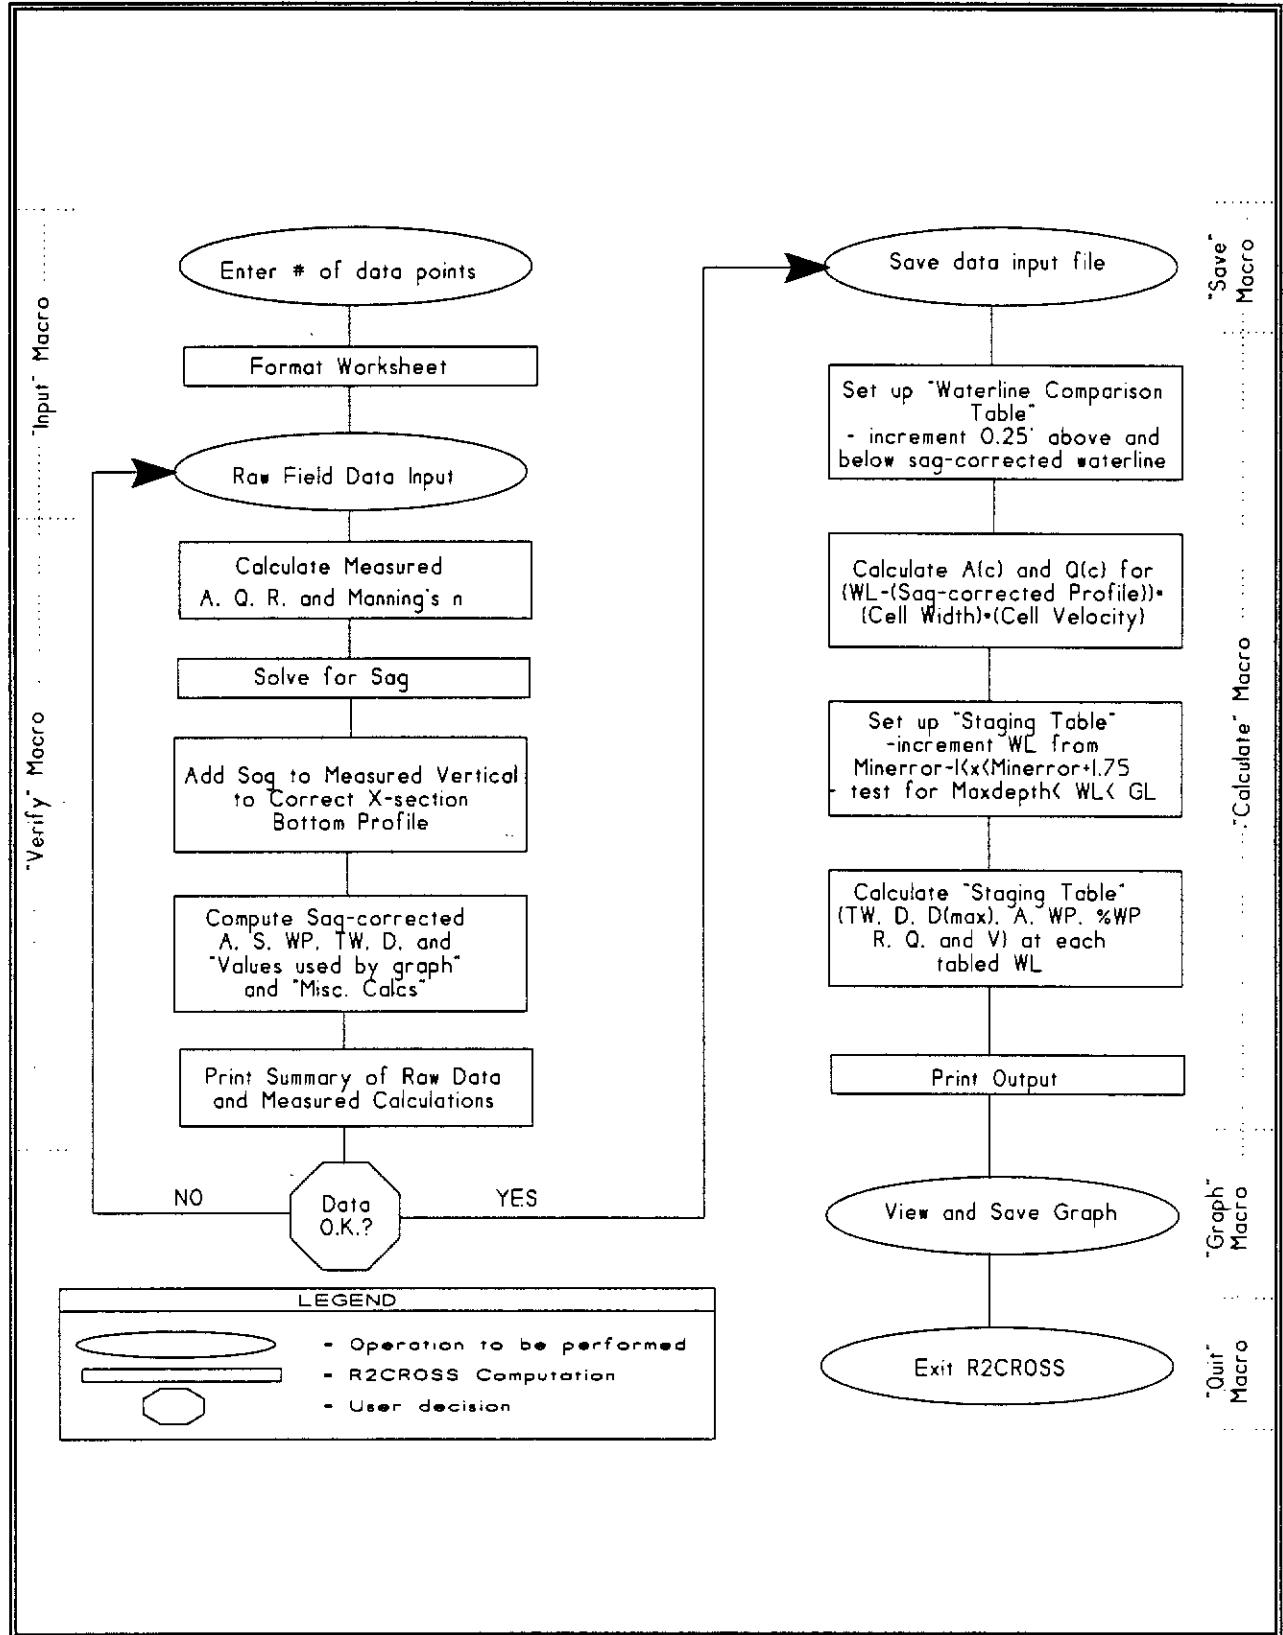 "Input" Macro
Enter # of data points
Format Worksheet
Raw Field Data Input
"Verify" Macro
Calculate Measured
A, Q, R, and Manning's n
Solve for Sag
Add Sag to Measured Vertical
to Correct X-section
Bottom Profile
Compute Sag-corrected
A, S, WP, TW, D, and
"Values used by graph"
and "Misc. Calcs"
Print Summary of Raw Data
and Measured Calculations
NO
Data
O.K.?
YES
"Save"
Macro
Save data input file
"Calculate" Macro
Set up "Waterline Comparison
Table"
- increment 0.25' above and
below sag-corrected waterline
Calculate A(c) and Q(c) for
(WL-(Sag-corrected Profile))*
(Cell Width)*(Cell Velocity)
Set up "Staging Table"
-increment WL from
Minerror-1<x<Minerror+1.75
- test for Maxdepth< WL< GL
Calculate "Staging Table"
(TW, D, D(max), A, WP, %WP
R, Q, and V) at each
tabled WL
Print Output
"Graph"
Macro
View and Save Graph
"Quit"
Macro
Exit R2CROSS
LEGEND
- Operation to be performed
- R2CROSS Computation
- User decision